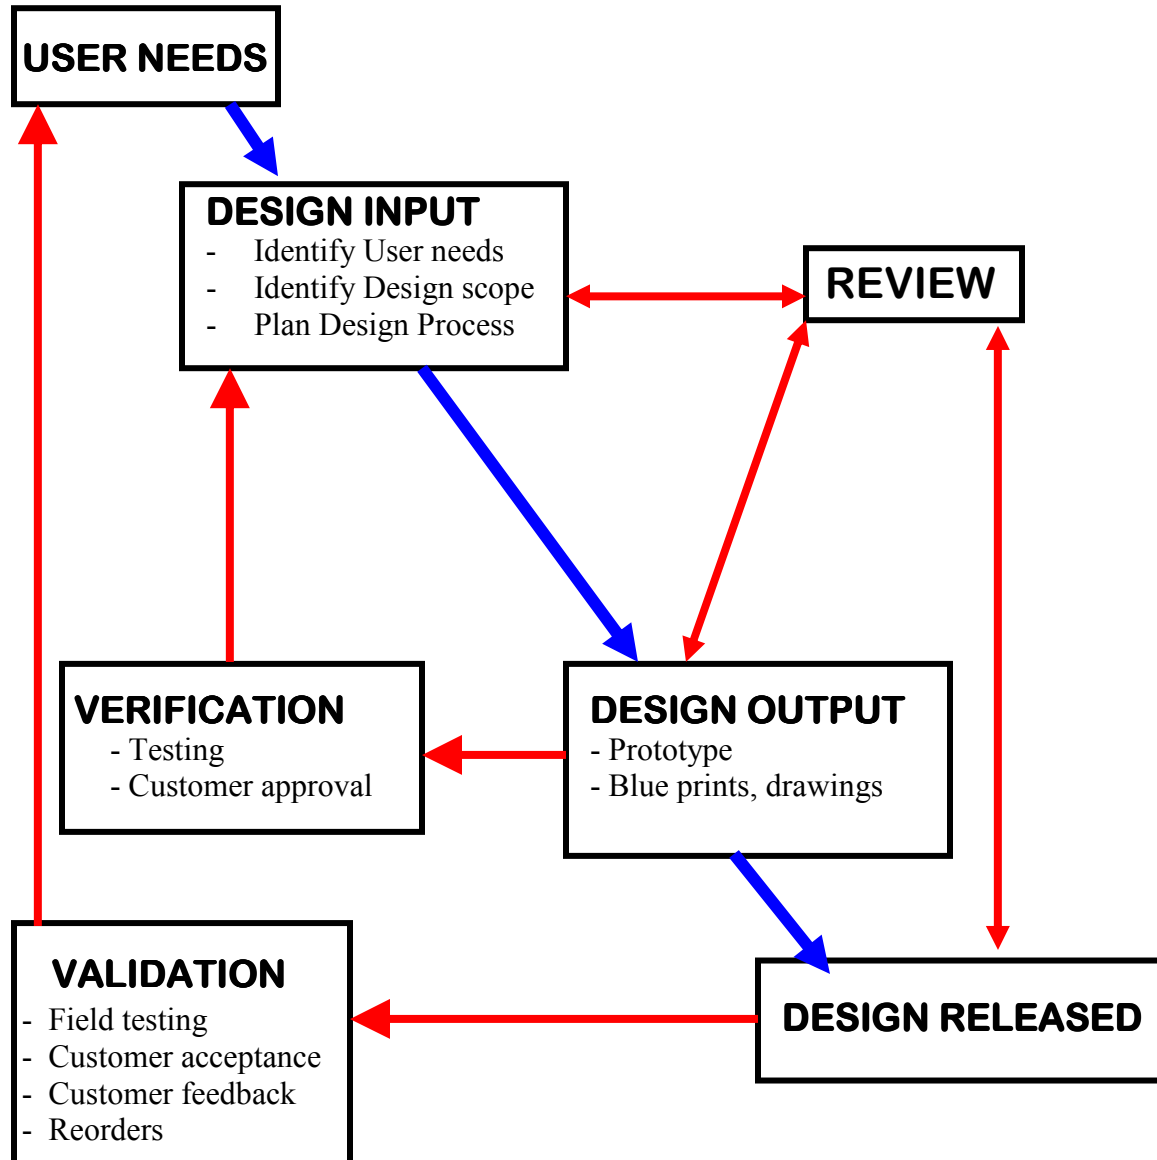 USER NEEDS
DESIGN INPUT
- Identify User needs
- Identify Design scope
- Plan Design Process
REVIEW
VERIFICATION
- Testing
- Customer approval
DESIGN OUTPUT
- Prototype
- Blue prints, drawings
VALIDATION
- Field testing
- Customer acceptance
- Customer feedback
- Reorders
DESIGN RELEASED